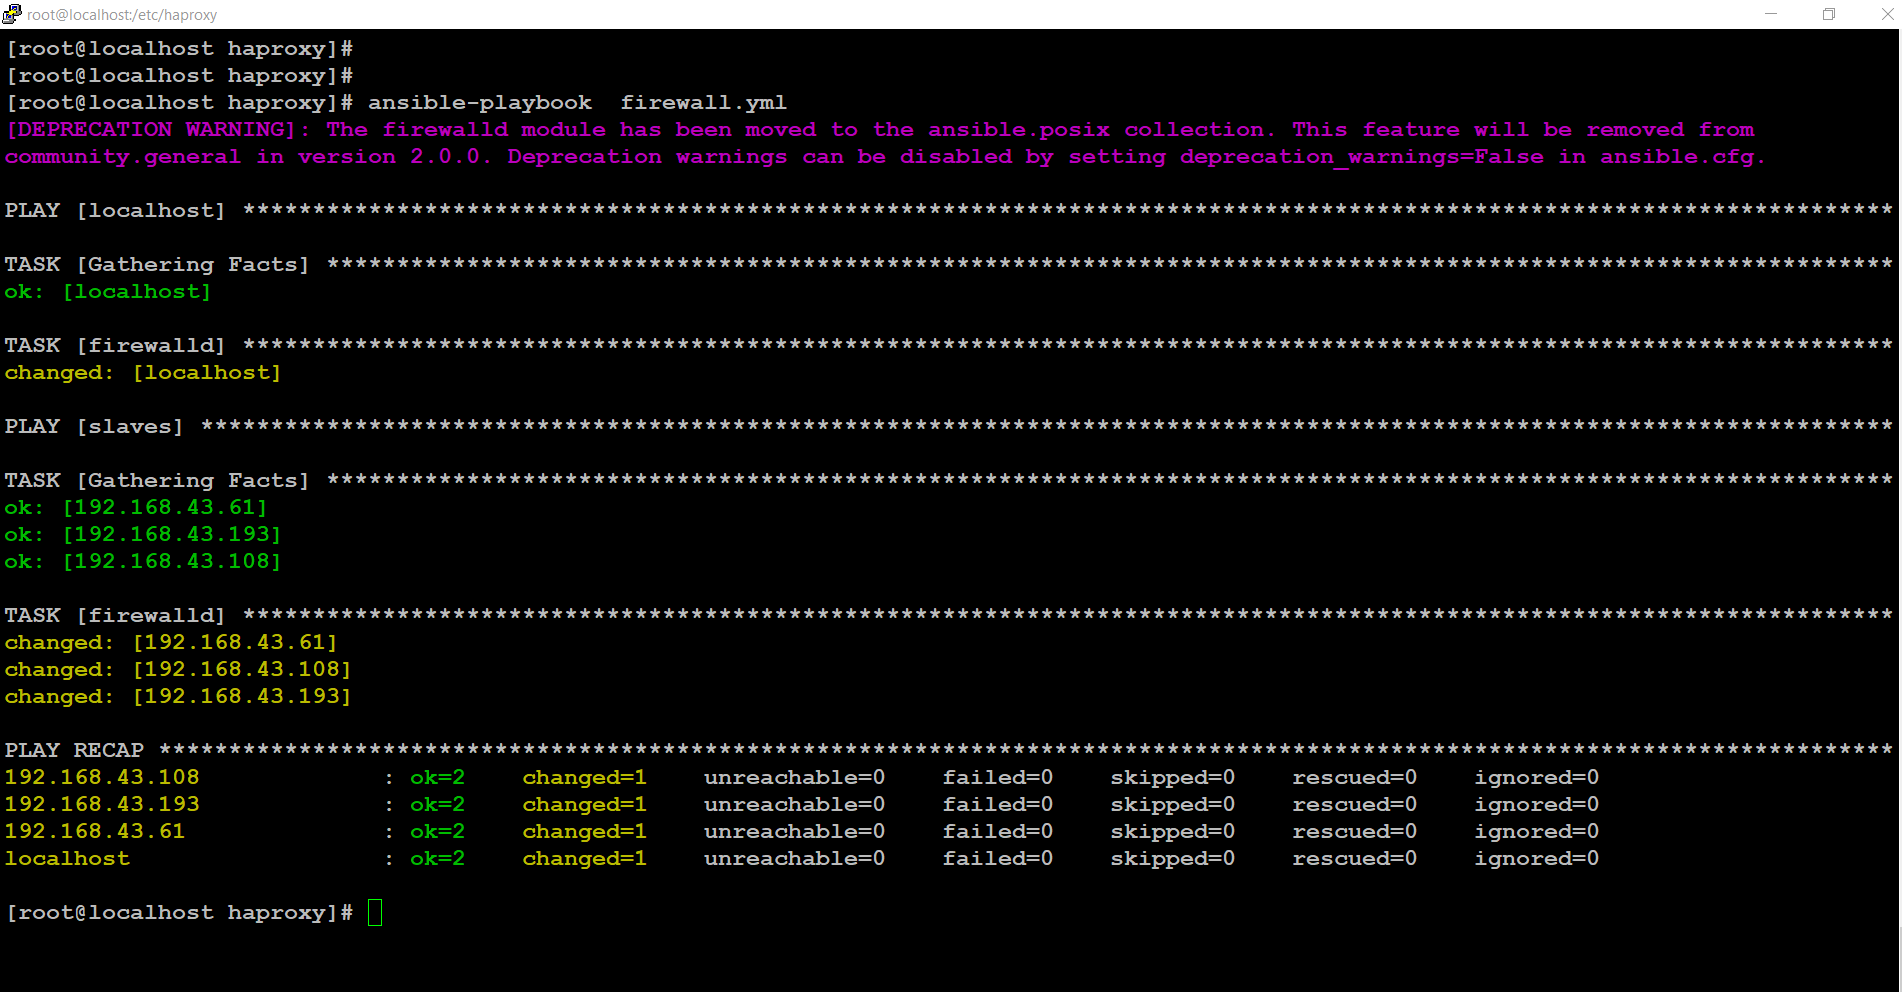 root@localhost:/etc/haproxy
[root@localhost haproxy]#
[root@localhost haproxy]#
[root@localhost haproxy]# ansible-playbook  firewall.yml
[DEPRECATION WARNING]: The firewalld module has been moved to the ansible.posix collection. This feature will be removed from
community.general in version 2.0.0. Deprecation warnings can be disabled by setting deprecation_warnings=False in ansible.cfg.
PLAY [localhost] **********************************************************************************************************************
TASK [Gathering Facts] ****************************************************************************************************************
ok: [localhost]
TASK [firewalld] **********************************************************************************************************************
changed: [localhost]
PLAY [slaves] *************************************************************************************************************************
TASK [Gathering Facts] ****************************************************************************************************************
ok: [192.168.43.61]
ok: [192.168.43.193]
ok: [192.168.43.108]
TASK [firewalld] **********************************************************************************************************************
changed: [192.168.43.61]
changed: [192.168.43.108]
changed: [192.168.43.193]
PLAY RECAP ****************************************************************************************************************************
192.168.43.108             : ok=2    changed=1    unreachable=0    failed=0    skipped=0    rescued=0    ignored=0
192.168.43.193             : ok=2    changed=1    unreachable=0    failed=0    skipped=0    rescued=0    ignored=0
192.168.43.61              : ok=2    changed=1    unreachable=0    failed=0    skipped=0    rescued=0    ignored=0
localhost                  : ok=2    changed=1    unreachable=0    failed=0    skipped=0    rescued=0    ignored=0
[root@localhost haproxy]#